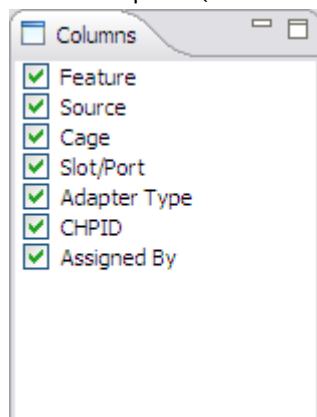 Columns
Feature
Source
Cage
Slot/Port
Adapter Type
CHPID
Assigned By